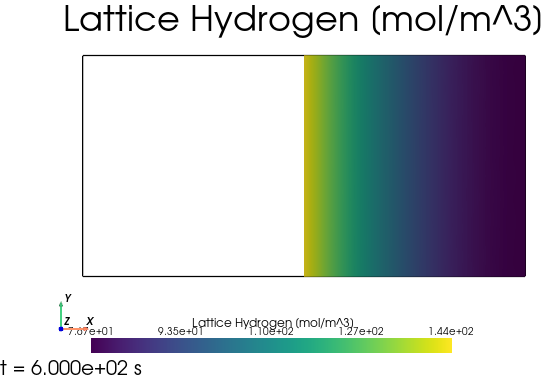 Lattice Hydrogen (mol/m^3)
Y
Z X
Lattice Hydrogen (mol/m^3)
7.67e+01 9.35e+01 1.10e+02 1.27e+02 1.44e+02
t = 6.000e+02 s